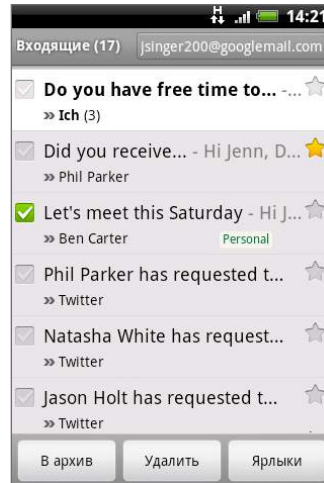 H 14:21
Входящие (17) jsinger200@googlemail.com
Do you have free time to... -...
» Ich (3)
Did you receive... - Hi Jenn, D...
» Phil Parker
Let's meet this Saturday - Hi J...
» Ben Carter Personal
Phil Parker has requested t...
» Twitter
Natasha White has request...
» Twitter
Jason Holt has requested t...
» Twitter
В архив Удалить Ярлыки